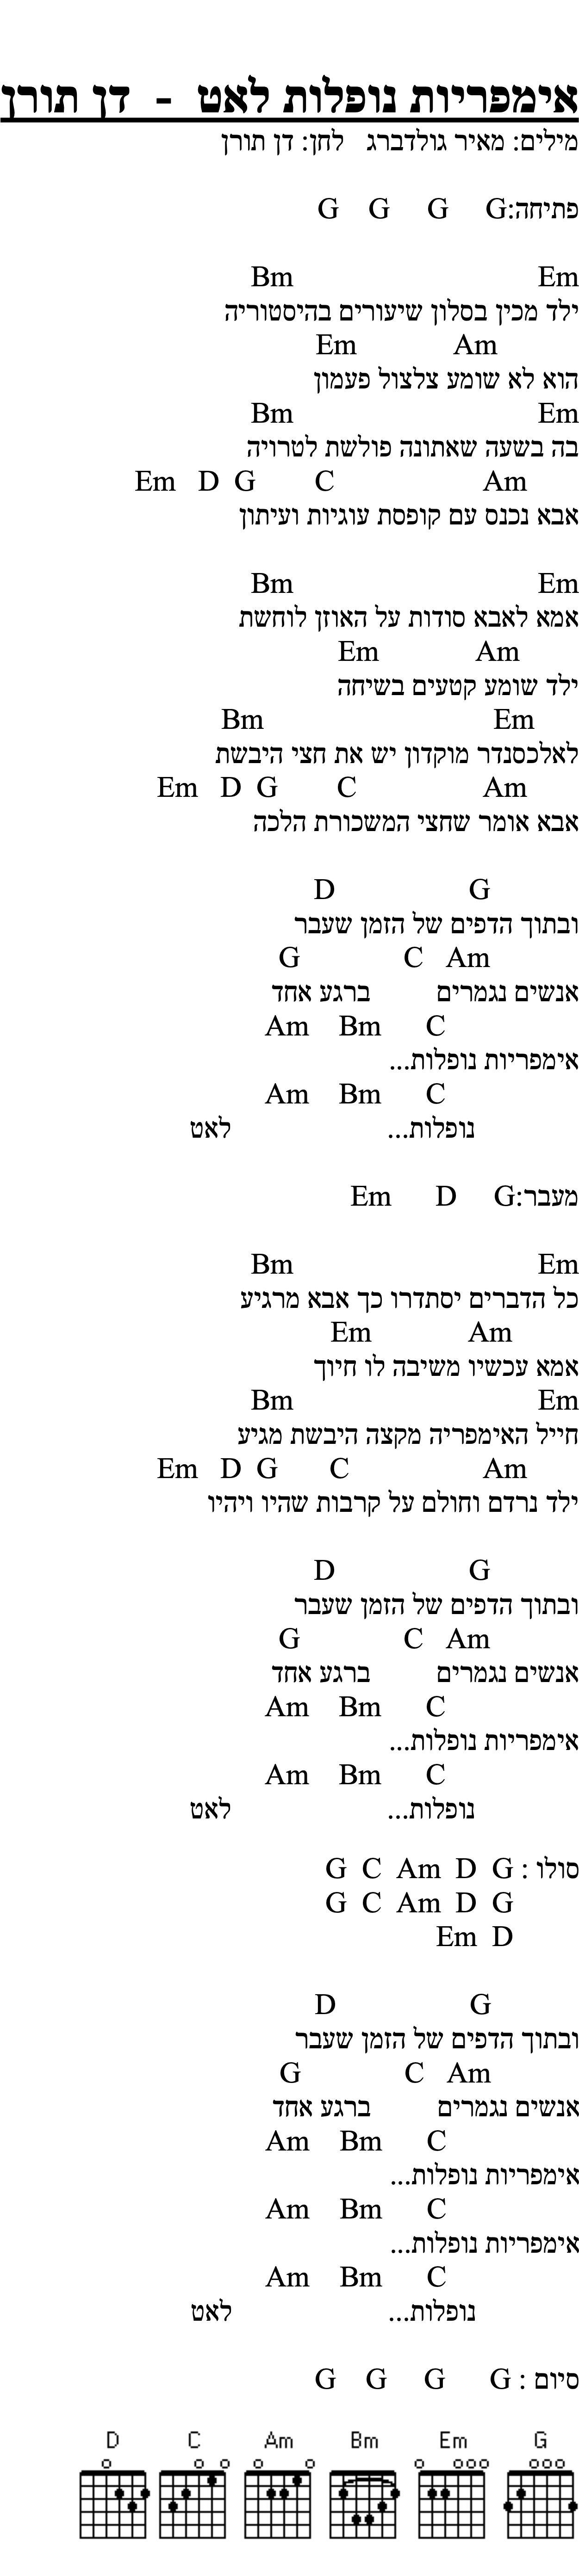 אימפריות נופלות לאט - דן תורן
מילים: מאיר גולדברג לחן: דן תורן
פתיחה:G G G G
Em Bm
ילד מכין בסלון שיעורים בהיסטוריה
Am Em
הוא לא שומע צלצול פעמון
Em Bm
בה בשעה שאתונה פולשת לטרויה
Am C G D Em
אבא נכנס עם קופסת עוגיות ועיתון
Em Bm
אמא לאבא סודות על האוזן לוחשת
Am Em
ילד שומע קטעים בשיחה
Em Bm
לאלכסנדר מוקדון יש את חצי היבשת
Am C G D Em
אבא אומר שחצי המשכורת הלכה
G D
ובתוך הדפים של הזמן שעבר
Am C G
אנשים נגמרים ברגע אחד
C Bm Am
אימפריות נופלות...
C Bm Am
נופלות... לאט
מעבר:G D Em
Em Bm
כל הדברים יסתדרו כך אבא מרגיע
Am Em
אמא עכשיו משיבה לו חיוך
Em Bm
חייל האימפריה מקצה היבשת מגיע
Am C G D Em
ילד נרדם וחולם על קרבות שהיו ויהיו
G D
ובתוך הדפים של הזמן שעבר
Am C G
אנשים נגמרים ברגע אחד
C Bm Am
אימפריות נופלות...
C Bm Am
נופלות... לאט
סולו : G D Am C G
G D Am C G
D Em
G D
ובתוך הדפים של הזמן שעבר
Am C G
אנשים נגמרים ברגע אחד
C Bm Am
אימפריות נופלות...
C Bm Am
אימפריות נופלות...
C Bm Am
נופלות... לאט
סיום : G G G G
G Em Bm Am C D